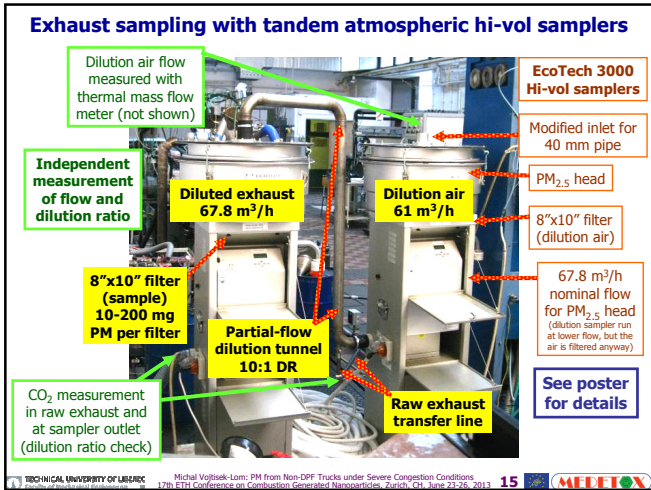 Exhaust sampling with tandem atmospheric hi-vol samplers
Dilution air flow
measured with
thermal mass flow
meter (not shown)
EcoTech 3000
Hi-vol samplers
Modified inlet for
40 mm pipe
Independent
measurement
of flow and
dilution ratio
Diluted exhaust
67.8 m³/h
Dilution air
61 m³/h
PM₂.₅ head
8"x10" filter
(dilution air)
8"x10" filter
(sample)
10-200 mg
PM per filter
67.8 m³/h
nominal flow
for PM₂.₅ head
(dilution sampler run
at lower flow, but the
air is filtered anyway)
Partial-flow
dilution tunnel
10:1 DR
CO₂ measurement
in raw exhaust and
at sampler outlet
(dilution ratio check)
Raw exhaust
transfer line
See poster
for details
TECHNICAL UNIVERSITY OF LIBEREC
Faculty of Mechanical Engineering
Michal Vojtisek-Lom: PM from Non-DPF Trucks under Severe Congestion Conditions
17th ETH Conference on Combustion Generated Nanoparticles, Zurich, CH, June 23-26, 2013
15
MEDETOX